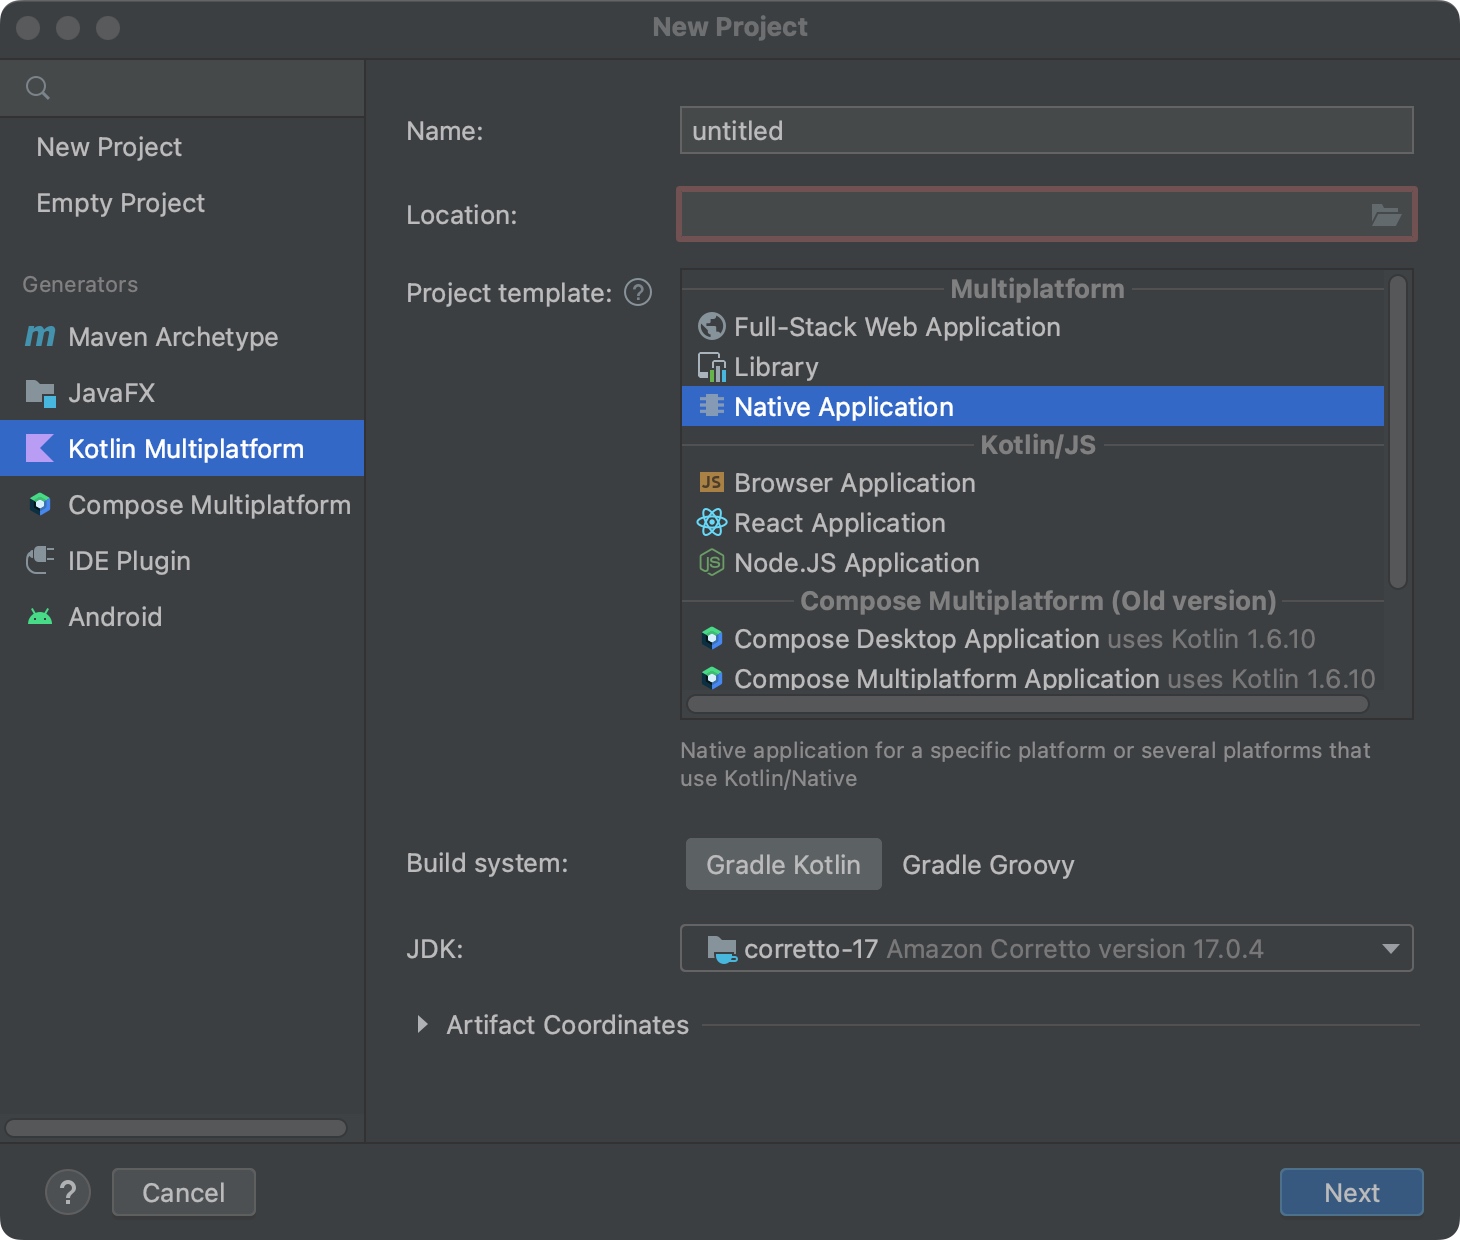 New Project
New Project
Empty Project
Generators
m Maven Archetype
JavaFX
Kotlin Multiplatform
Compose Multiplatform
IDE Plugin
Android
Name:
untitled
Location:
Project template: ?
Multiplatform
Full-Stack Web Application
Library
Native Application
Kotlin/JS
JS Browser Application
React Application
JS Node.JS Application
Compose Multiplatform (Old version)
Compose Desktop Application uses Kotlin 1.6.10
Compose Multiplatform Application uses Kotlin 1.6.10
Native application for a specific platform or several platforms that
use Kotlin/Native
Build system:
Gradle Kotlin Gradle Groovy
JDK:
corretto-17 Amazon Corretto version 17.0.4
Artifact Coordinates
? Cancel Next